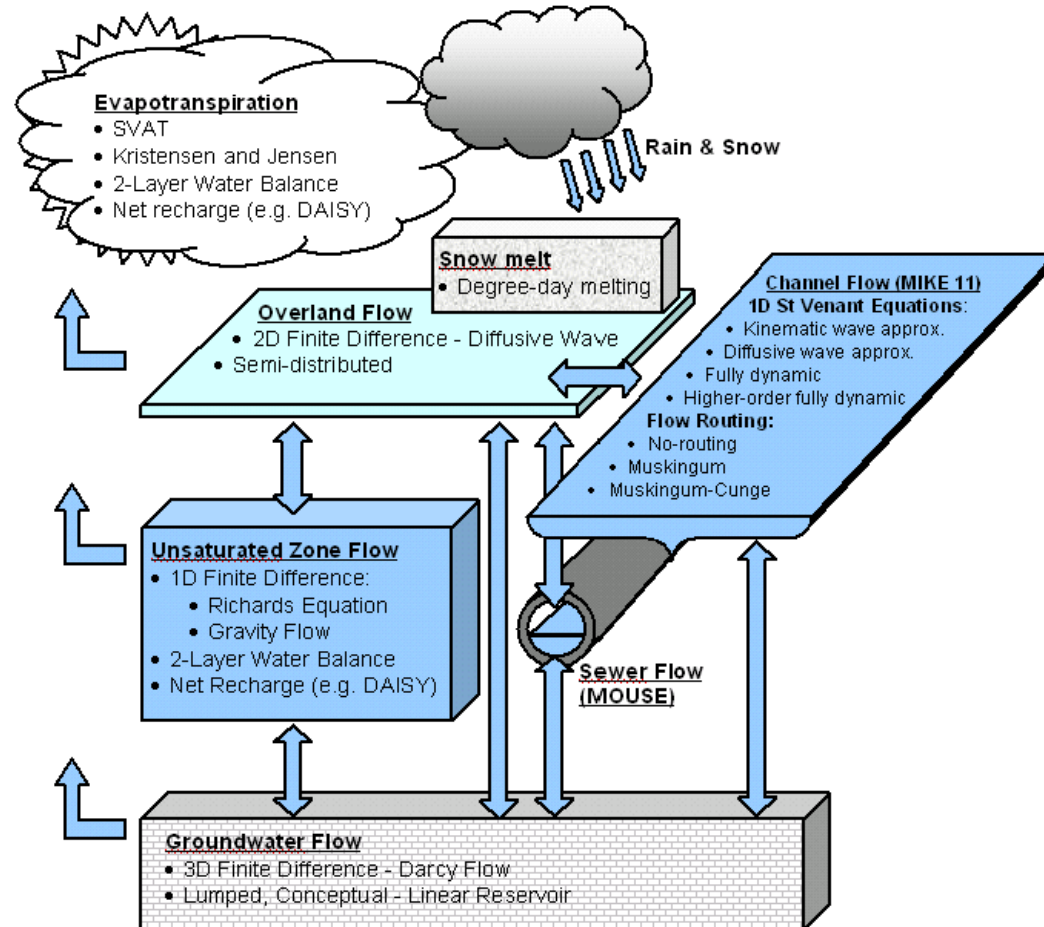 Evapotranspiration
• SVAT
• Kristensen and Jensen
• 2-Layer Water Balance
• Net recharge (e.g. DAISY)
Rain & Snow
Snow melt
• Degree-day melting
Overland Flow
• 2D Finite Difference - Diffusive Wave
• Semi-distributed
Channel Flow (MIKE 11)
1D St Venant Equations:
• Kinematic wave approx.
• Diffusive wave approx.
• Fully dynamic
• Higher-order fully dynamic
Flow Routing:
• No-routing
• Muskingum
• Muskingum-Cunge
Unsaturated Zone Flow
• 1D Finite Difference:
• Richards Equation
• Gravity Flow
• 2-Layer Water Balance
• Net Recharge (e.g. DAISY)
Sewer Flow
(MOUSE)
Groundwater Flow
• 3D Finite Difference - Darcy Flow
• Lumped, Conceptual - Linear Reservoir